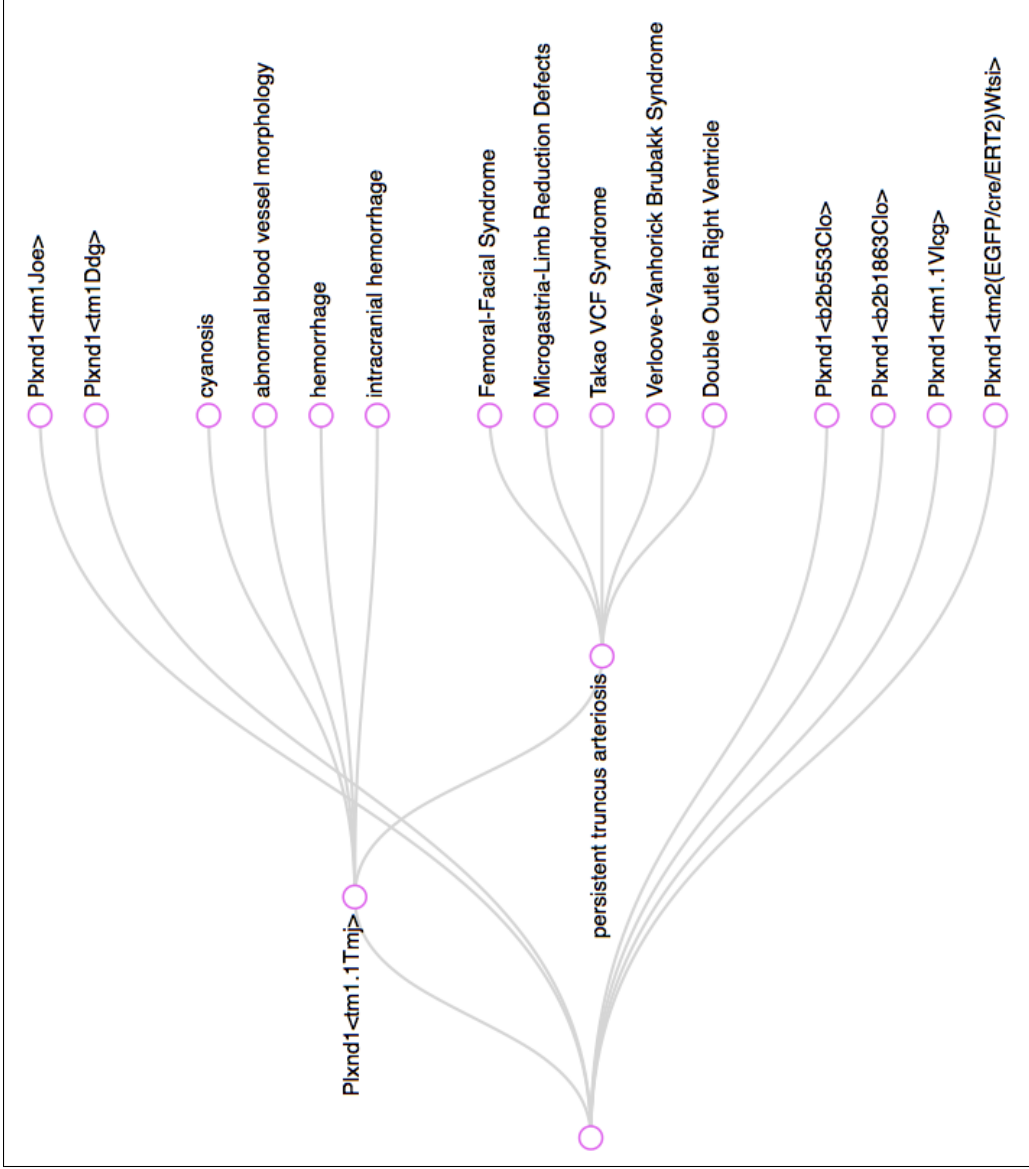 Plxnd1<tm1Joe>
Plxnd1<tm1Ddg>
cyanosis
abnormal blood vessel morphology
hemorrhage
intracranial hemorrhage
Femoral-Facial Syndrome
Microgastria-Limb Reduction Defects
Takao VCF Syndrome
Verloove-Vanhorick Brubakk Syndrome
Double Outlet Right Ventricle
Plxnd1<b2b553Clo>
Plxnd1<b2b1863Clo>
Plxnd1<tm1.1Vlcg>
Plxnd1<tm2(EGFP/cre/ERT2)Wtsi>
Plxnd1<tm1.1Tmj>
persistent truncus arteriosis